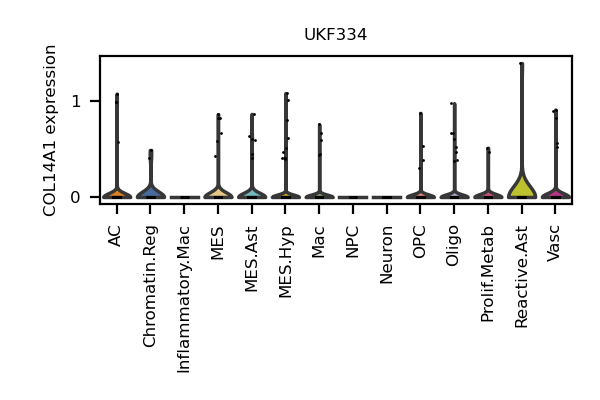 UKF334
COL14A1 expression
1
0
AC
Chromatin.Reg
Inflammatory.Mac
MES
MES.Ast
MES.Hyp
Mac
NPC
Neuron
OPC
Oligo
Prolif.Metab
Reactive.Ast
Vasc